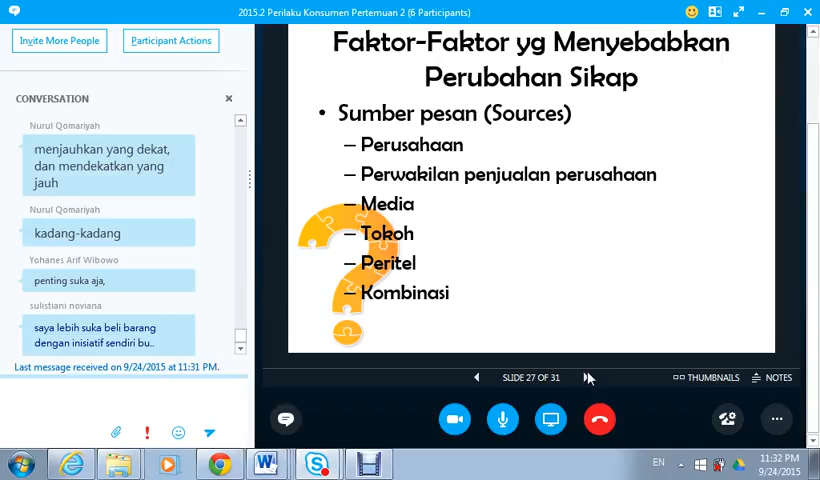 2015.2 Perilaku Konsumen Pertemuan 2 (6 Participants)
Invite More People
Participant Actions
CONVERSATION
Nurul Qomariyah
menjauhkan yang dekat,
dan mendekatkan yang
jauh
Nurul Qomariyah
kadang-kadang
Yohanes Arif Wibowo
penting suka aja,
sulistiani noviana
saya lebih suka beli barang
dengan inisiatif sendiri bu..
Last message received on 9/24/2015 at 11:31 PM.
Faktor-Faktor yg Menyebabkan
Perubahan Sikap
• Sumber pesan (Sources)
– Perusahaan
– Perwakilan penjualan perusahaan
– Media
– Tokoh
– Peritel
– Kombinasi
SLIDE 27 OF 31
THUMBNAILS
NOTES
EN
11:32 PM
9/24/2015